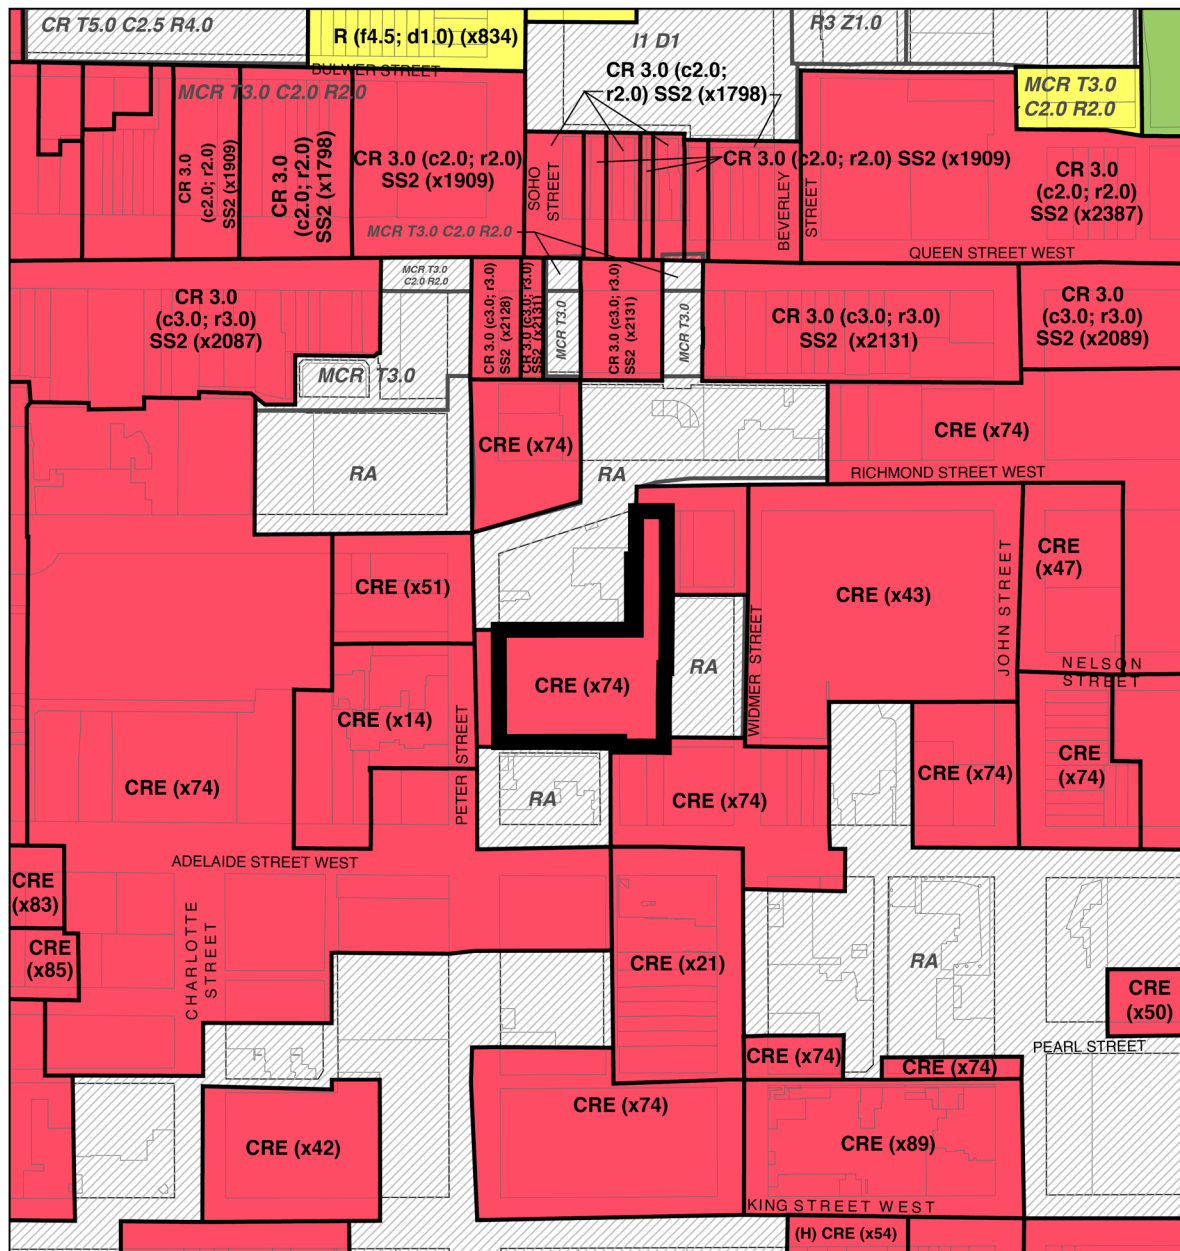 CR T5.0 C2.5 R4.0
R (f4.5; d1.0) (x834)
I1 D1
R3 Z1.0
BULWER STREET
MCR T3.0 C2.0 R2.0
CR 3.0 (c2.0;
r2.0) SS2 (x1798)
MCR T3.0
C2.0 R2.0
CR 3.0
(c2.0; r2.0)
SS2 (x1909)
CR 3.0
(c2.0; r2.0)
SS2 (x1798)
CR 3.0 (c2.0; r2.0)
SS2 (x1909)
SOHO
STREET
CR 3.0 (c2.0; r2.0) SS2 (x1909)
BEVERLEY
STREET
CR 3.0
(c2.0; r2.0)
SS2 (x2387)
MCR T3.0 C2.0 R2.0
QUEEN STREET WEST
CR 3.0
(c3.0; r3.0)
SS2 (x2087)
MCR T3.0
C2.0 R2.0
CR 3.0 (c3.0; r3.0)
SS2 (x2128)
CR 3.0 (c3.0; r3.0)
SS2 (x2131)
MCR T3.0
CR 3.0 (c3.0; r3.0)
SS2 (x2131)
MCR T3.0
CR 3.0 (c3.0; r3.0)
SS2 (x2131)
CR 3.0
(c3.0; r3.0)
SS2 (x2089)
MCR T3.0
CRE (x74)
CRE (x74)
RA
RA
RICHMOND STREET WEST
CRE (x51)
CRE (x43)
JOHN STREET
CRE
(x47)
NELSON
STREET
CRE (x74)
RA
WIDMER STREET
CRE (x14)
PETER STREET
CRE (x74)
RA
CRE (x74)
CRE (x74)
CRE
(x74)
ADELAIDE STREET WEST
CRE
(x83)
CRE
(x85)
CHARLOTTE
STREET
CRE (x21)
RA
CRE
(x50)
PEARL STREET
CRE (x74)
CRE (x74)
CRE (x74)
CRE (x42)
CRE (x89)
KING STREET WEST
(H) CRE (x54)